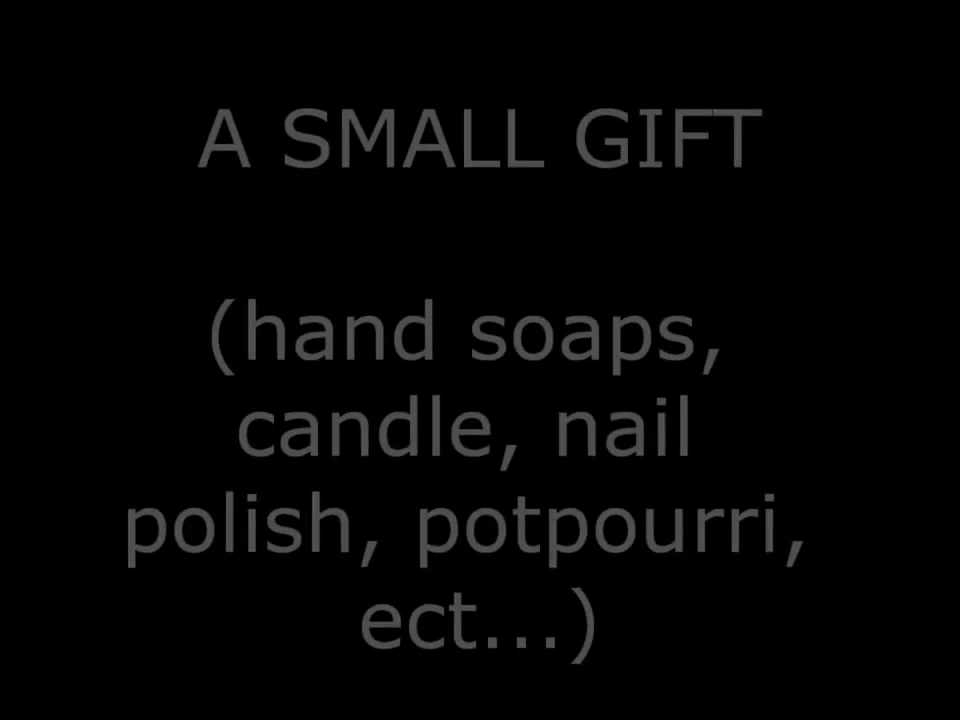 A SMALL GIFT
(hand soaps,
candle, nail
polish, potpourri,
ect...)